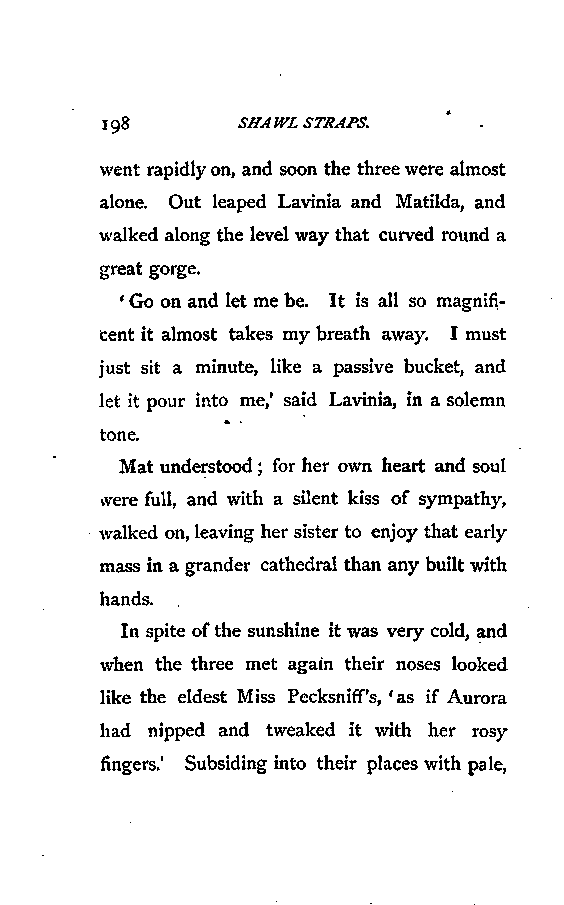 198 SHAWL STRAPS.
went rapidly on, and soon the three were almost
alone. Out leaped Lavinia and Matilda, and
walked along the level way that curved round a
great gorge.
‘Go on and let me be. It is all so magnifi-
cent it almost takes my breath away. I must
just sit a minute, like a passive bucket, and
let it pour into me,’ said Lavinia, in a solemn
tone.
Mat understood; for her own heart and soul
were full, and with a silent kiss of sympathy,
walked on, leaving her sister to enjoy that early
mass in a grander cathedral than any built with
hands.
In spite of the sunshine it was very cold, and
when the three met again their noses looked
like the eldest Miss Pecksniff's, ‘as if Aurora
had nipped and tweaked it with her rosy
fingers.’ Subsiding into their places with pale,